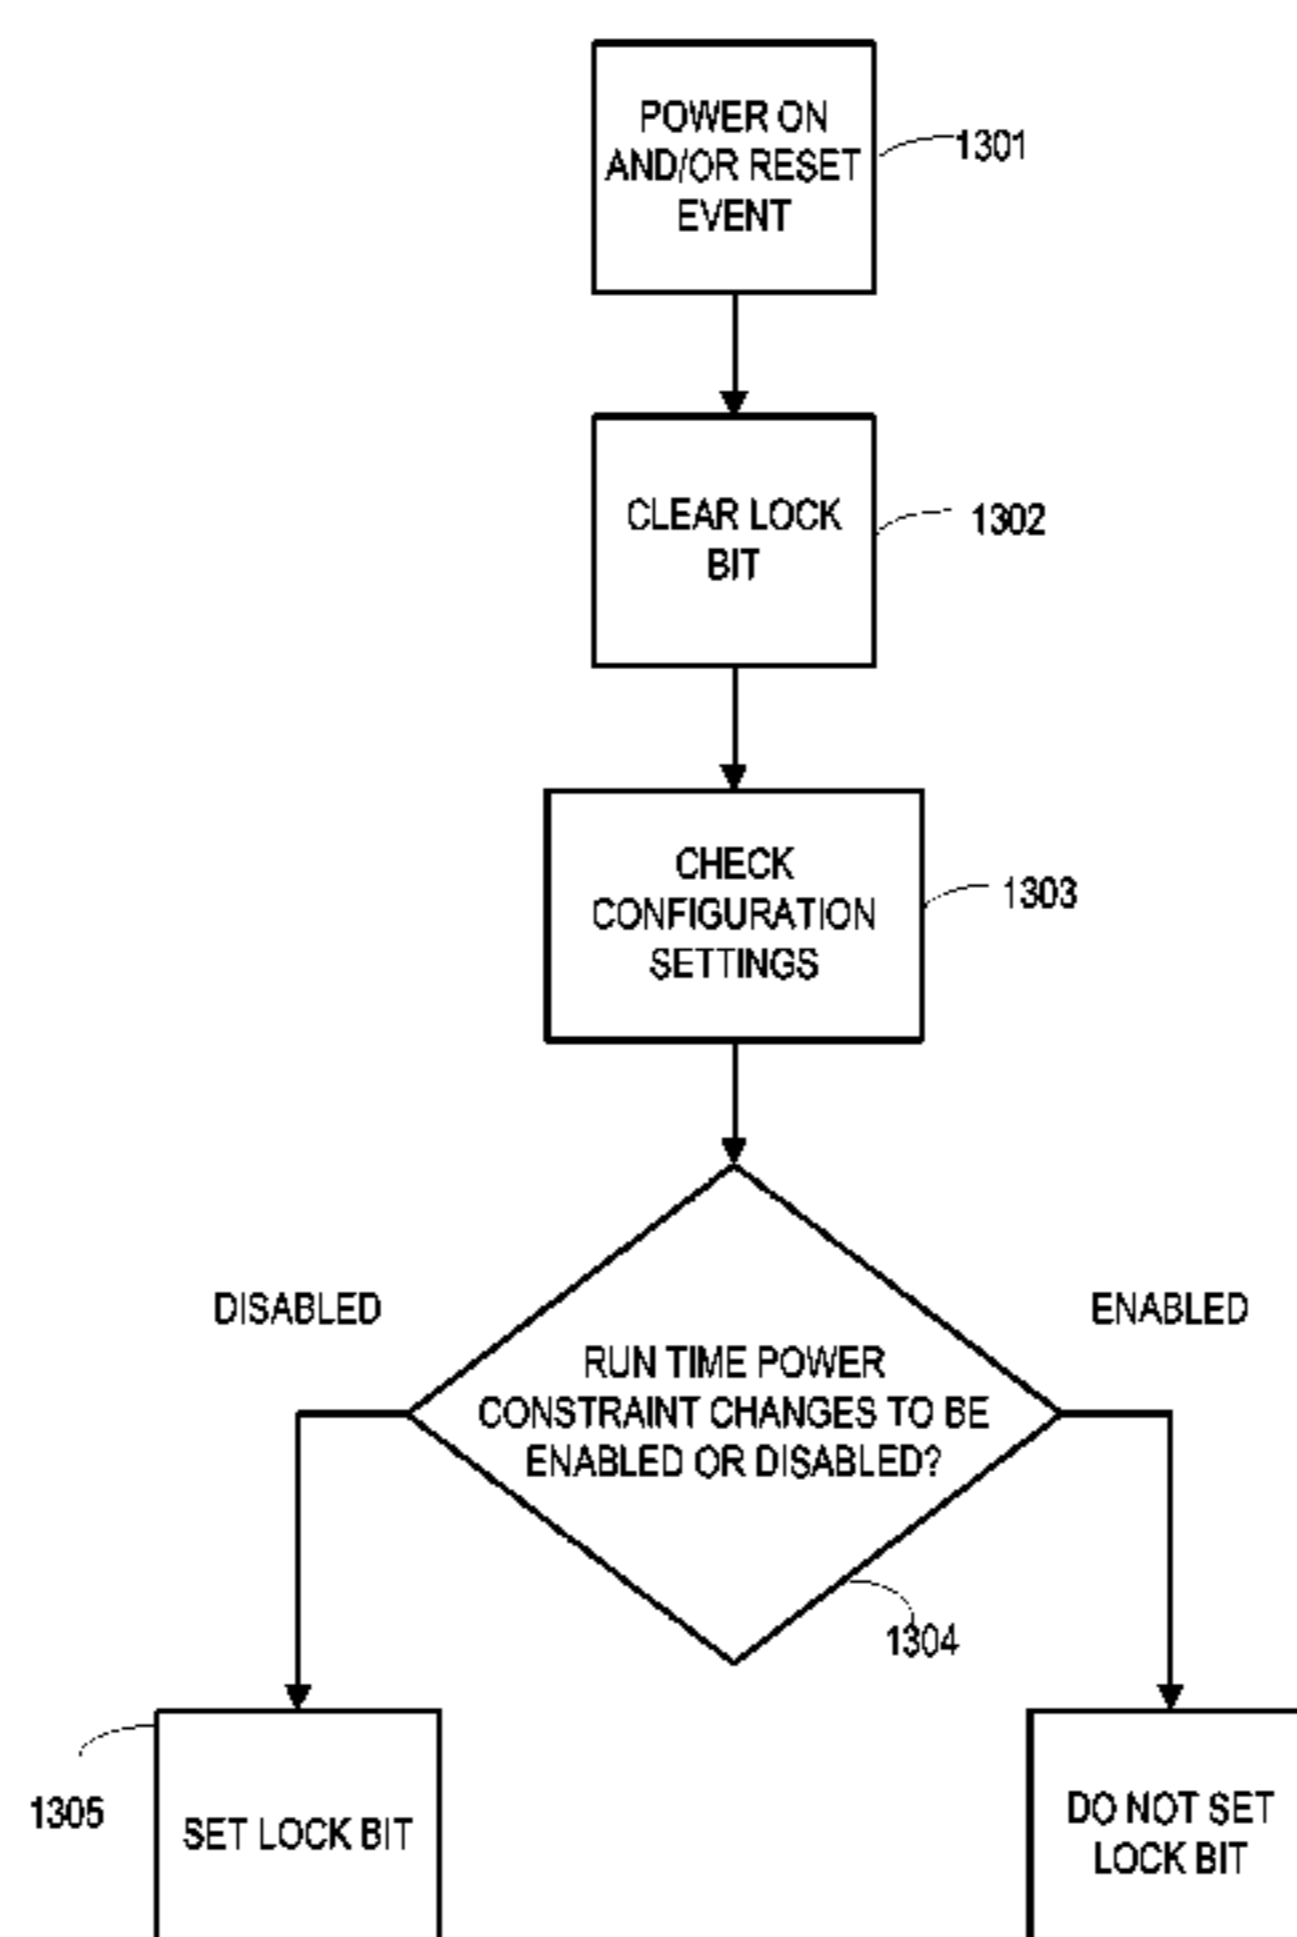 POWER ON
AND/OR RESET
EVENT
1301
CLEAR LOCK
BIT
1302
CHECK
CONFIGURATION
SETTINGS
1303
DISABLED
ENABLED
RUN TIME POWER
CONSTRAINT CHANGES TO BE
ENABLED OR DISABLED?
1304
1305
SET LOCK BIT
DO NOT SET
LOCK BIT